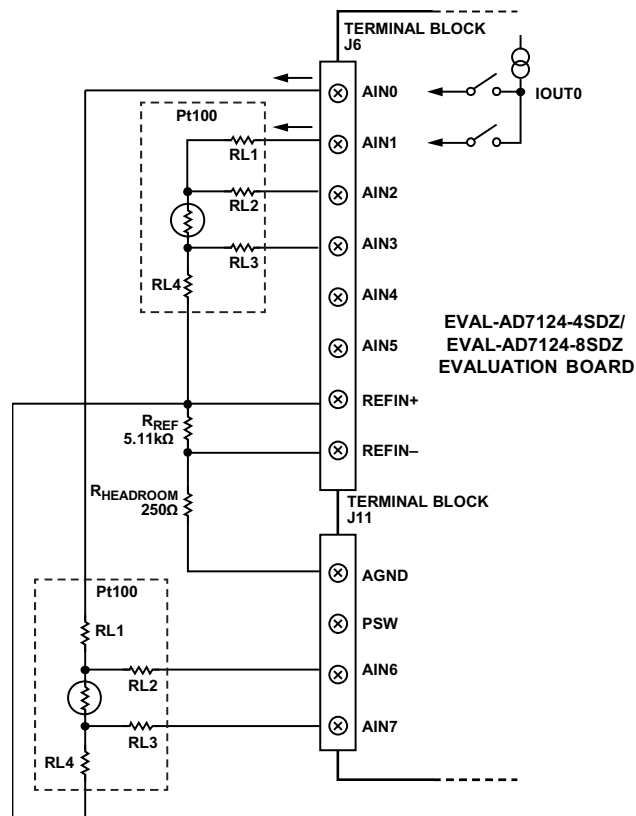 TERMINAL BLOCK
J6
AIN0
IOUT0
Pt100
RL1
AIN1
RL2
AIN2
RL3
AIN3
RL4
AIN4
AIN5
EVAL-AD7124-4SDZ/
EVAL-AD7124-8SDZ
EVALUATION BOARD
REFIN+
RREF
5.11kΩ
REFIN–
RHEADROOM
250Ω
TERMINAL BLOCK
J11
AGND
Pt100
PSW
RL1
RL2
AIN6
RL3
AIN7
RL4